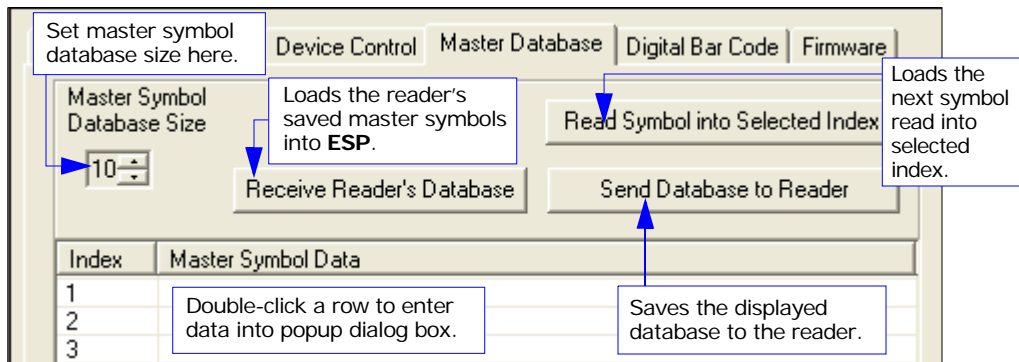 Set master symbol
database size here.
Device Control
Master Database
Digital Bar Code
Firmware
Loads the
next symbol
read into
selected
index.
Master Symbol
Database Size
Loads the reader's
saved master symbols
into ESP.
Read Symbol into Selected Index
10
Receive Reader's Database
Send Database to Reader
Index
Master Symbol Data
1
2
3
Double-click a row to enter
data into popup dialog box.
Saves the displayed
database to the reader.